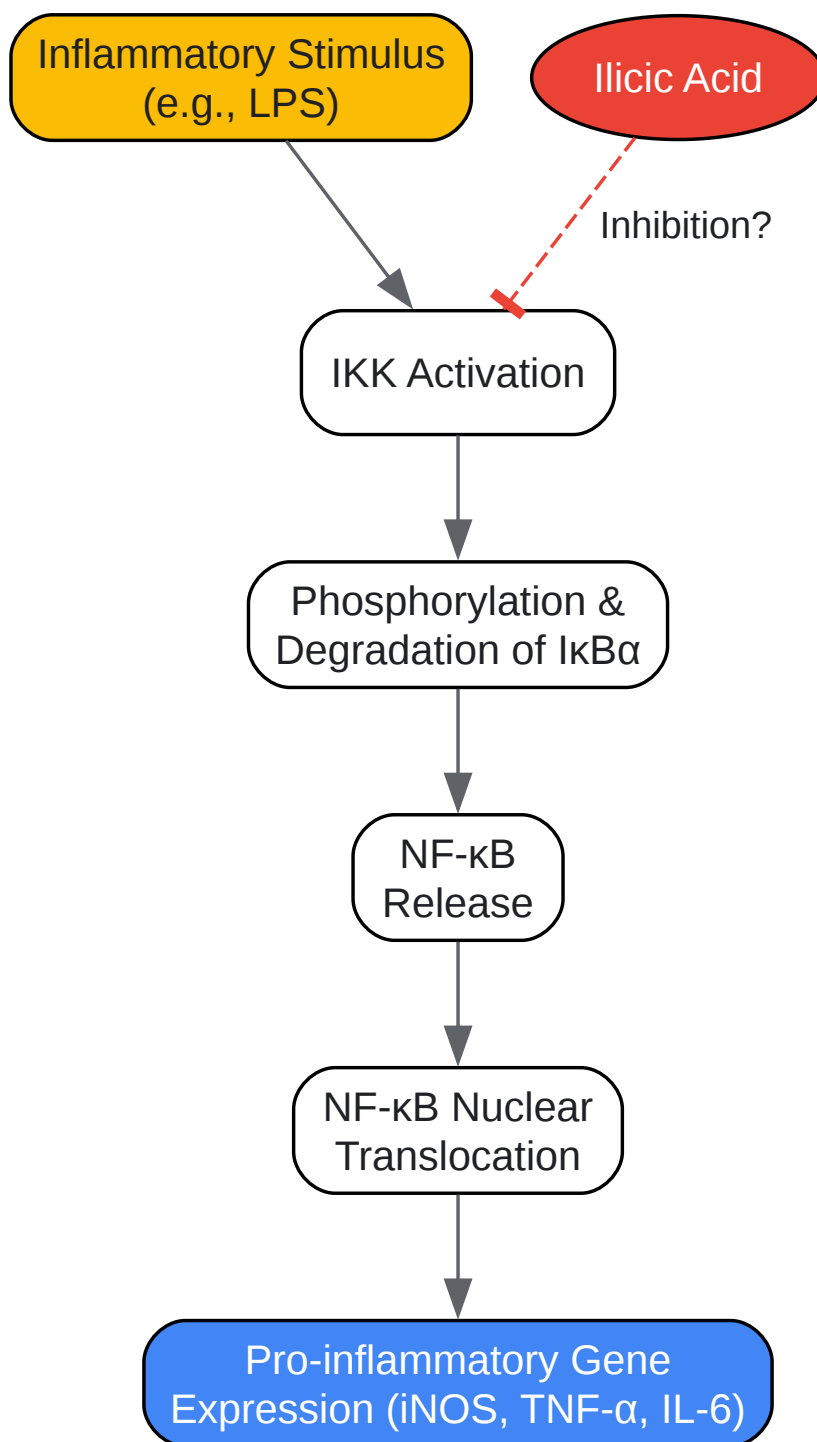 Inflammatory Stimulus
(e.g., LPS)
Ilicic Acid
Inhibition?
IKK Activation
Phosphorylation &
Degradation of IκBα
NF-κB
Release
NF-κB Nuclear
Translocation
Pro-inflammatory Gene
Expression (iNOS, TNF-α, IL-6)